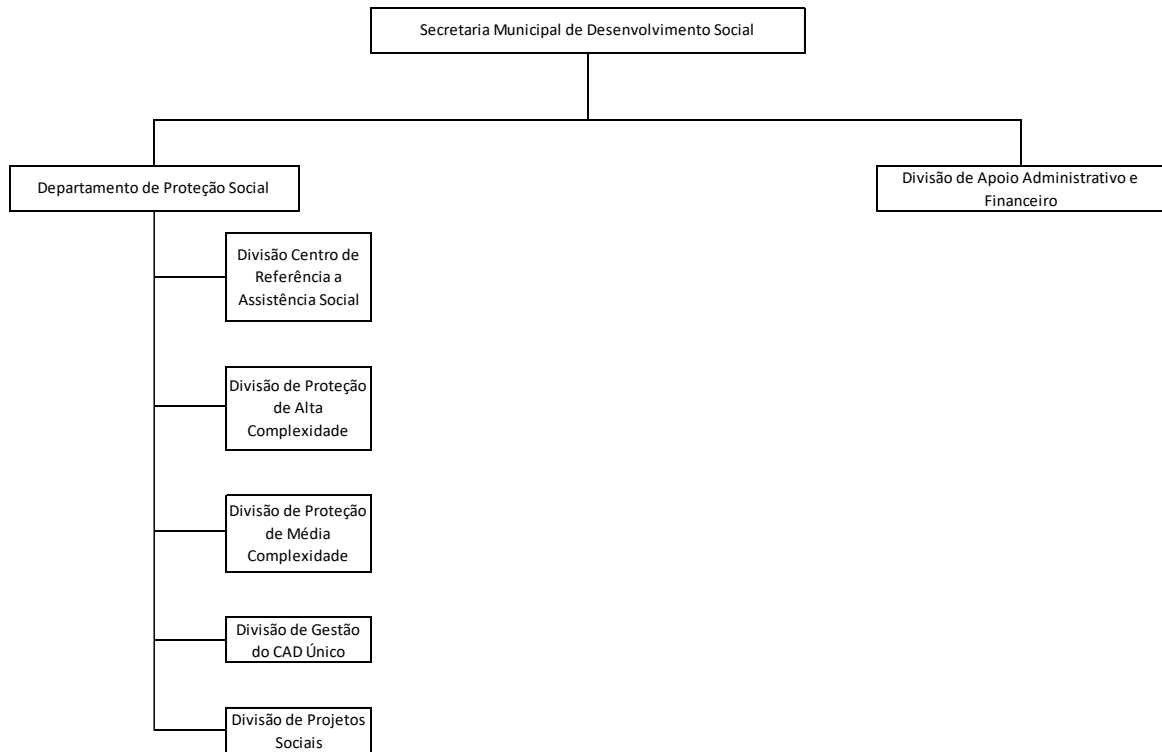 Secretaria Municipal de Desenvolvimento Social
Departamento de Proteção Social
Divisão de Apoio Administrativo e
Financeiro
Divisão Centro de
Referência a
Assistência Social
Divisão de Proteção
de Alta
Complexidade
Divisão de Proteção
de Média
Complexidade
Divisão de Gestão
do CAD Único
Divisão de Projetos
Sociais